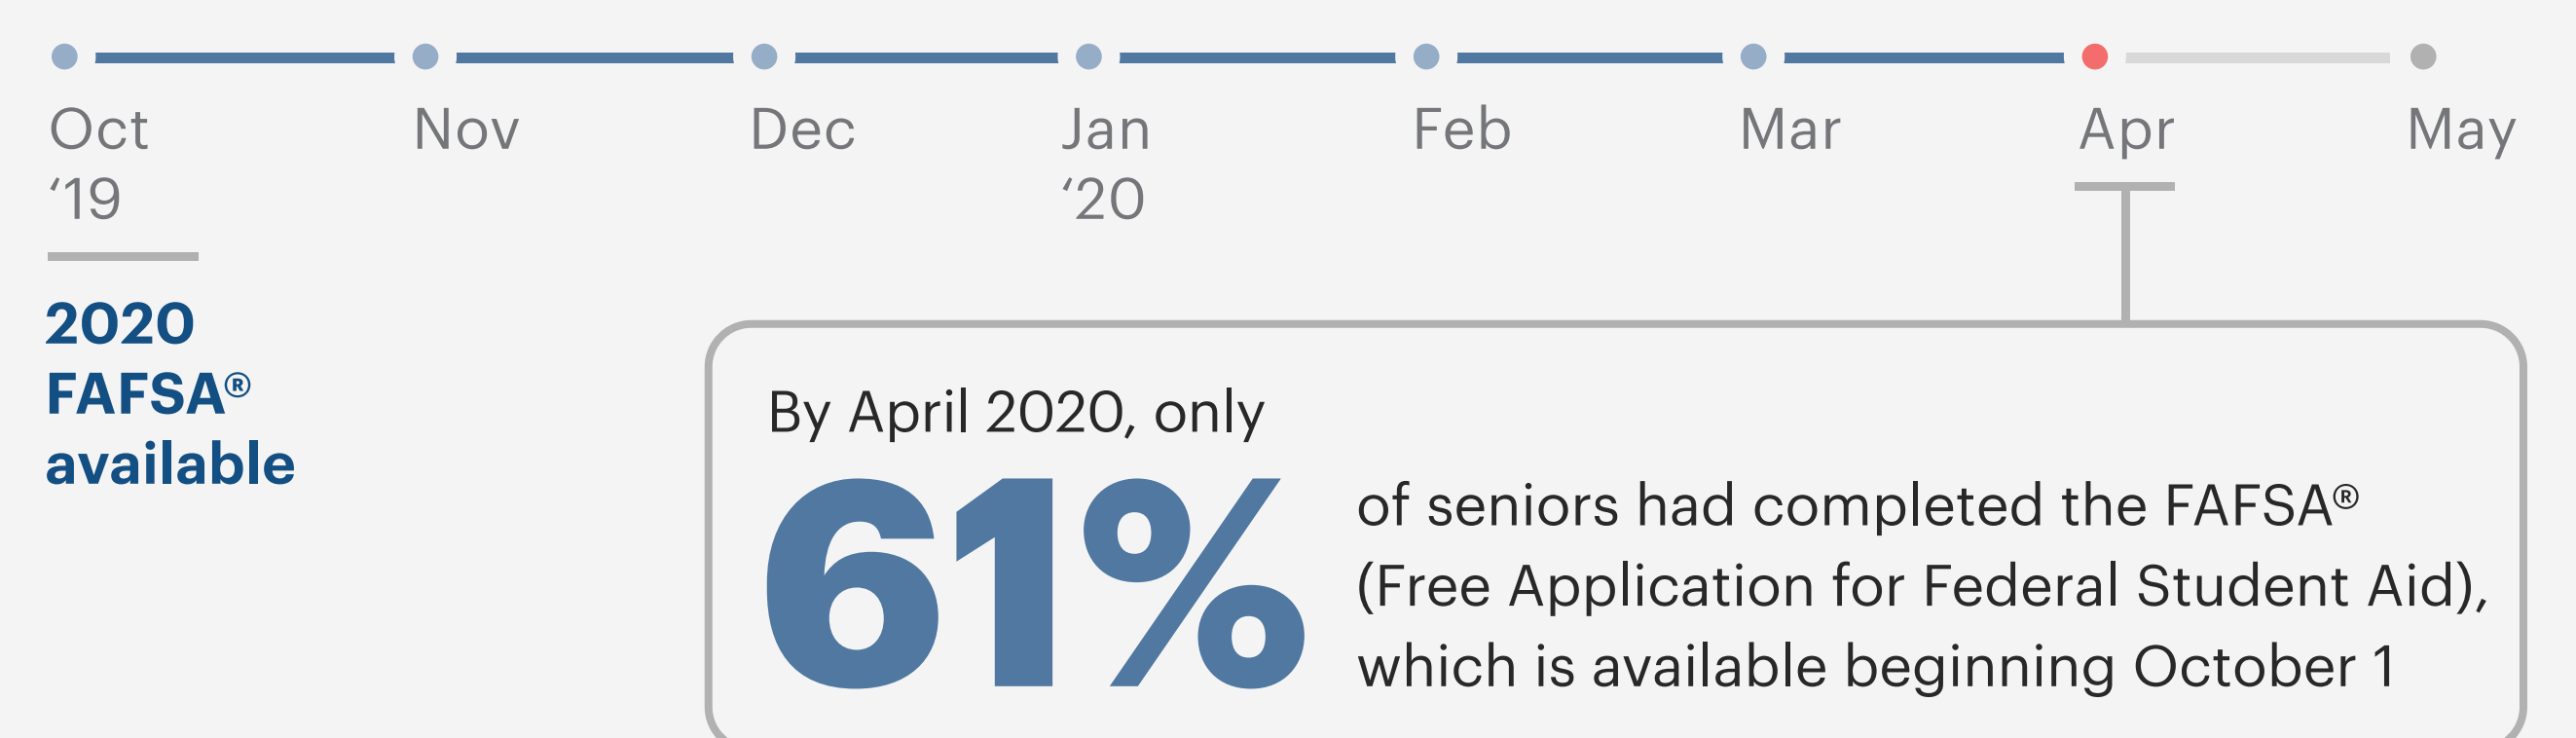 Oct Nov Dec Jan Feb Mar Apr May
‘19 ‘20
2020
FAFSA®
available
By April 2020, only
61%
of seniors had completed the FAFSA®
(Free Application for Federal Student Aid),
which is available beginning October 1